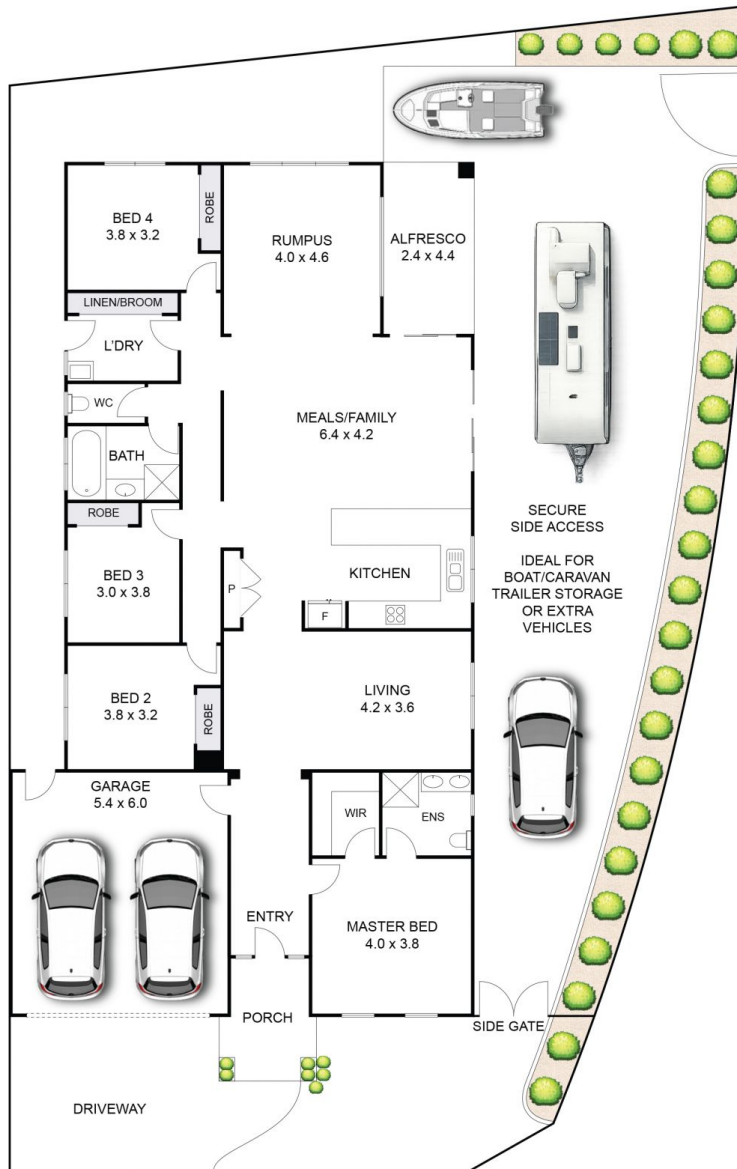 BED 4
3.8 x 3.2
ROBE
RUMPUS
4.0 x 4.6
ALFRESCO
2.4 x 4.4
LINEN/BROOM
L'DRY
WC
MEALS/FAMILY
6.4 x 4.2
BATH
ROBE
BED 3
3.0 x 3.8
P
KITCHEN
F
SECURE
SIDE ACCESS
IDEAL FOR
BOAT/CARAVAN
TRAILER STORAGE
OR EXTRA
VEHICLES
BED 2
3.8 x 3.2
ROBE
LIVING
4.2 x 3.6
GARAGE
5.4 x 6.0
WIR
ENS
ENTRY
MASTER BED
4.0 x 3.8
PORCH
SIDE GATE
DRIVEWAY